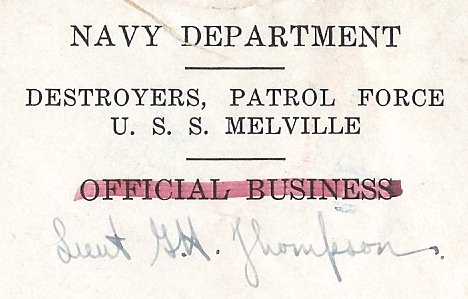 NAVY DEPARTMENT
DESTROYERS, PATROL FORCE
U. S. S. MELVILLE
OFFICIAL BUSINESS
Lieut G.H. Thompson.